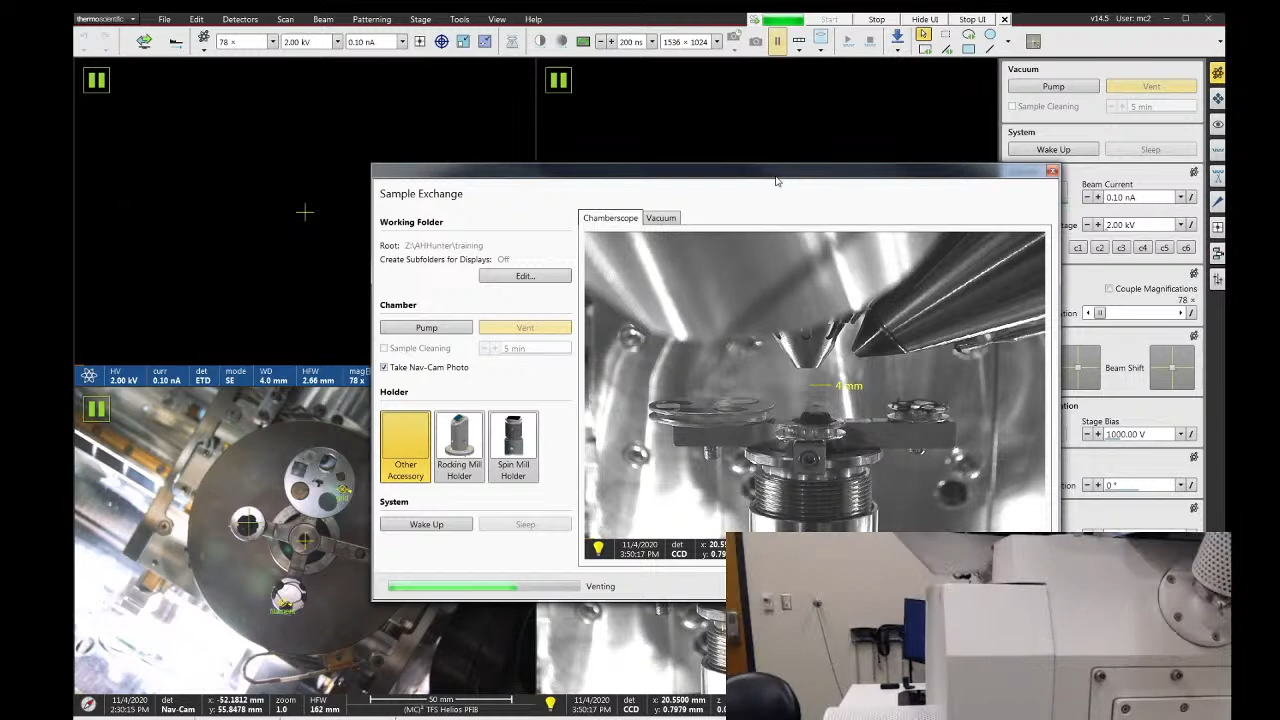 thermoscientific File Edit Detectors Scan Beam Patterning Stage Tools View Help Start Stop Hide UI Stop UI v14.5 User: mc2
78 × 2.00 kV 0.10 nA 200 ns 1536 x 1024
Vacuum
Pump Vent
Sample Cleaning 5 min
System
Wake Up Sleep
Beam Current
0.10 nA
2.00 kV
c1 c2 c3 c4 c5 c6
Couple Magnifications
78 ×
Beam Shift
Stage Bias
1000.00 V
0 °
Sample Exchange
Working Folder
Root: Z:\AHHunter\training
Create Subfolders for Displays: Off
Edit...
Chamber
Pump Vent
Sample Cleaning 5 min
Take Nav-Cam Photo
Holder
Other Accessory
Rocking Mill Holder
Spin Mill Holder
System
Wake Up Sleep
Venting
Chamberscope Vacuum
4 mm
11/4/2020 3:50:17 PM det CCD
HV 2.00 kV curr 0.10 nA det ETD mode SE WD 4.0 mm HFW 2.66 mm 78 x
11/4/2020 2:30:15 PM det Nav-Cam x: -52.1812 mm y: 55.8478 mm zoom 1.0 HFW 162 mm 50 mm (MC)² TFS Helios PFIB
11/4/2020 3:50:17 PM det CCD x: 20.5500 mm y: 0.7979 mm